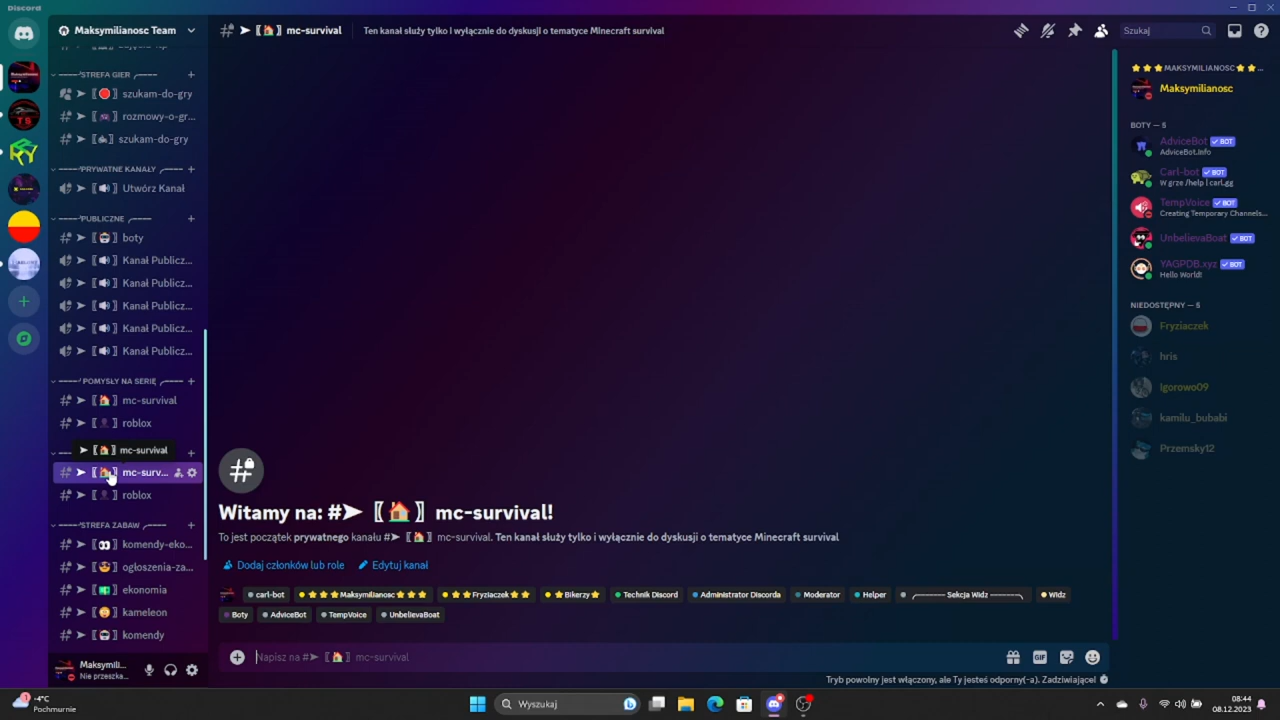 Discord
Maksymilianosc Team
STREFA GIER
szukam-do-gry
rozmowy-o-gr...
szukam-do-gry
PRYWATNE KANAŁY
Utwórz Kanał
PUBLICZNE
boty
Kanał Publicz...
Kanał Publicz...
Kanał Publicz...
Kanał Publicz...
Kanał Publicz...
POMYSŁY NA SERIĘ
mc-survival
roblox
mc-survival
mc-surv...
roblox
STREFA ZABAW
komendy-eko...
ogłoszenia-za...
ekonomia
kameleon
komendy
Maksymili...
Nie przeszka...
mc-survival
Ten kanał służy tylko i wyłącznie do dyskusji o tematyce Minecraft survival
Szukaj
Witamy na: #➤ 〖🏠〗 mc-survival!
To jest początek prywatnego kanału #➤ 〖🏠〗 mc-survival. Ten kanał służy tylko i wyłącznie do dyskusji o tematyce Minecraft survival
Dodaj członków lub role Edytuj kanał
carl-bot ⭐⭐⭐Maksymilianosc⭐⭐⭐ ⭐⭐Fryziaczek⭐⭐ ⭐Bikerzy⭐ Technik Discord Administrator Discorda Moderator Helper Sekcja Widz Widz
Boty AdviceBot TempVoice UnbelievaBoat
Napisz na #➤ 〖🏠〗 mc-survival
GIF
Tryb powolny jest włączony, ale Ty jesteś odporny(-a). Zadziwiające!
⭐⭐⭐MAKSYMILIANOSC⭐⭐...
Maksymilianosc
BOTY — 5
AdviceBot BOT
AdviceBot.info
Carl-bot BOT
W grze /help | carl.gg
TempVoice BOT
Creating Temporary Channels...
UnbelievaBoat BOT
YAGPDB.xyz BOT
Hello World!
NIEDOSTĘPNY — 5
Fryziaczek
hris
Igorowo09
kamilu_bubabi
Przemsky12
-4°C
Pochmurnie
Wyszukaj
08:44
08.12.2023